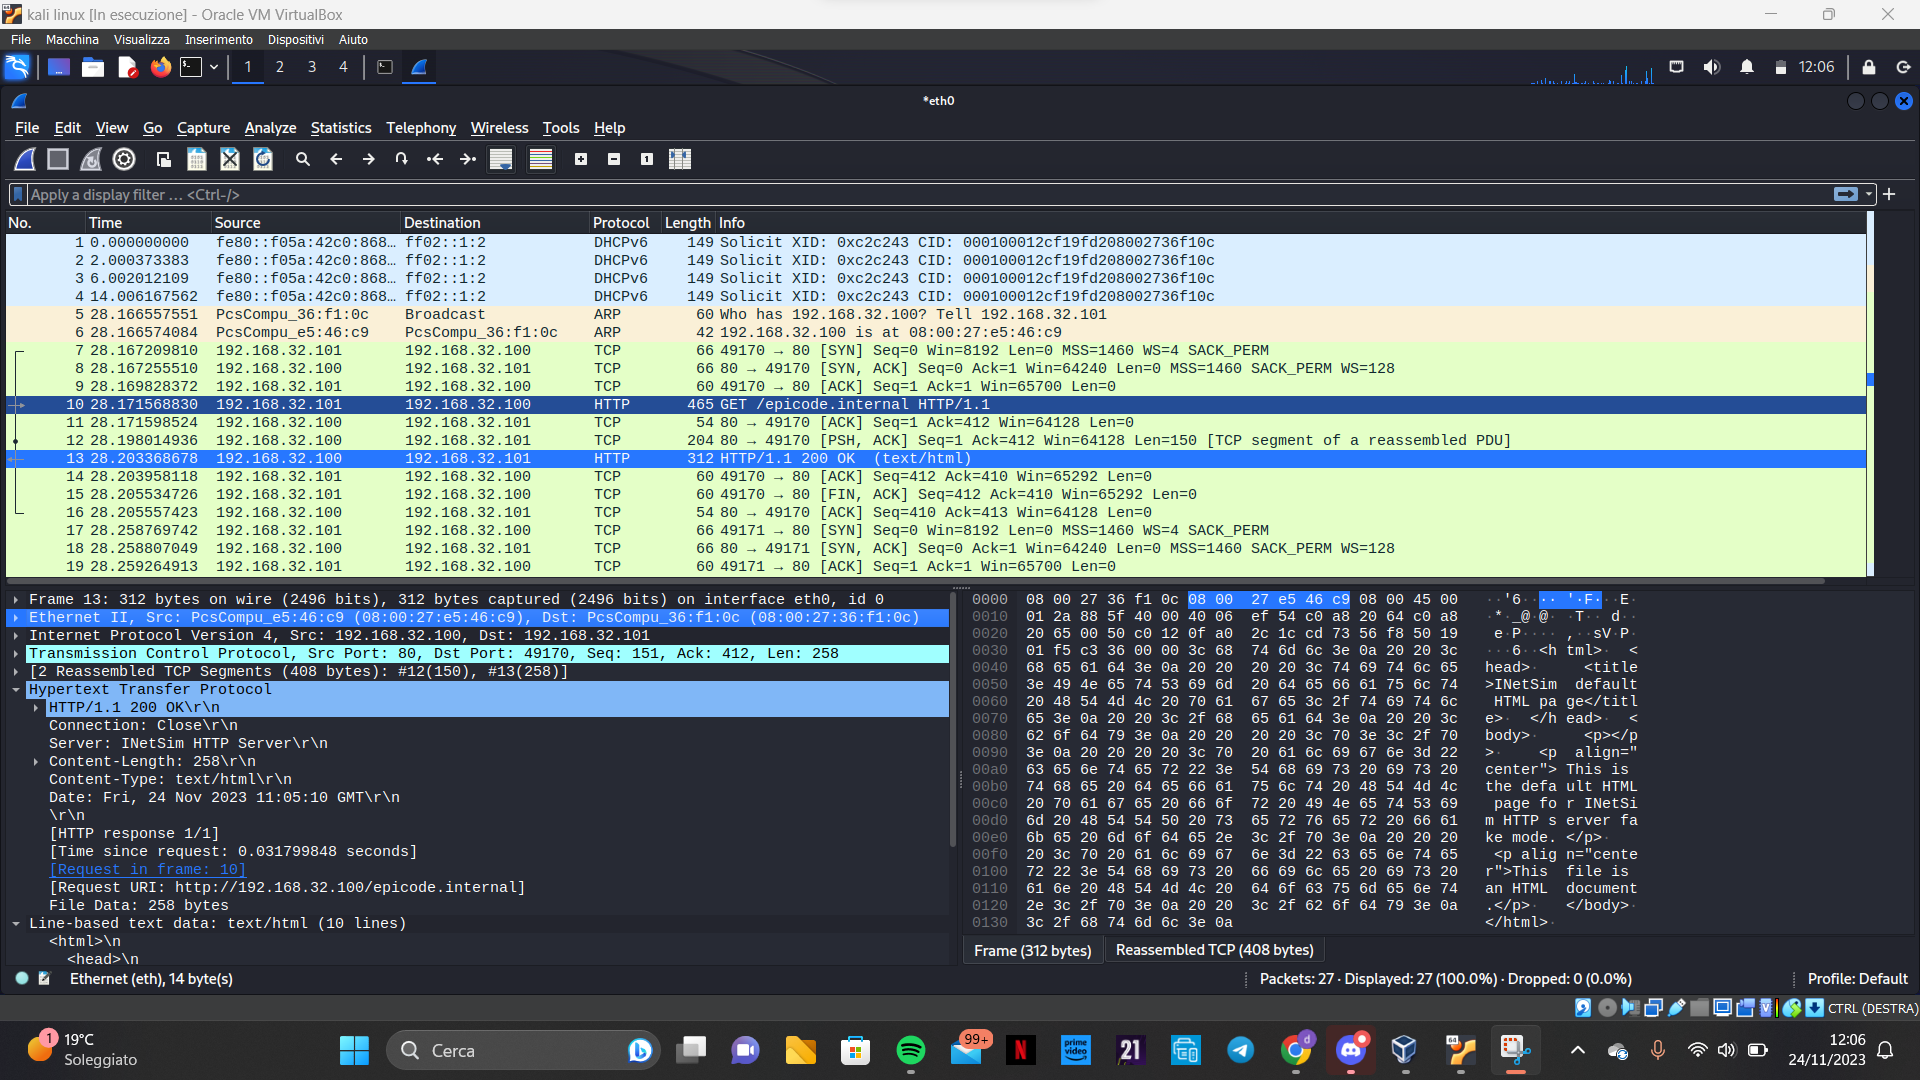 kali linux [In esecuzione] - Oracle VM VirtualBox
File Macchina Visualizza Inserimento Dispositivi Aiuto
1 2 3 4 12:06
*eth0
File Edit View Go Capture Analyze Statistics Telephony Wireless Tools Help
Apply a display filter … <Ctrl-/>
No. Time Source Destination Protocol Length Info
1 0.000000000 fe80::f05a:42c0:868… ff02::1:2 DHCPv6 149 Solicit XID: 0xc2c243 CID: 000100012cf19fd208002736f10c
2 2.000373383 fe80::f05a:42c0:868… ff02::1:2 DHCPv6 149 Solicit XID: 0xc2c243 CID: 000100012cf19fd208002736f10c
3 6.002012109 fe80::f05a:42c0:868… ff02::1:2 DHCPv6 149 Solicit XID: 0xc2c243 CID: 000100012cf19fd208002736f10c
4 14.006167562 fe80::f05a:42c0:868… ff02::1:2 DHCPv6 149 Solicit XID: 0xc2c243 CID: 000100012cf19fd208002736f10c
5 28.166557551 PcsCompu_36:f1:0c Broadcast ARP 60 Who has 192.168.32.100? Tell 192.168.32.101
6 28.166574084 PcsCompu_e5:46:c9 PcsCompu_36:f1:0c ARP 42 192.168.32.100 is at 08:00:27:e5:46:c9
7 28.167209810 192.168.32.101 192.168.32.100 TCP 66 49170 → 80 [SYN] Seq=0 Win=8192 Len=0 MSS=1460 WS=4 SACK_PERM
8 28.167255510 192.168.32.100 192.168.32.101 TCP 66 80 → 49170 [SYN, ACK] Seq=0 Ack=1 Win=64240 Len=0 MSS=1460 SACK_PERM WS=128
9 28.169828372 192.168.32.101 192.168.32.100 TCP 60 49170 → 80 [ACK] Seq=1 Ack=1 Win=65700 Len=0
10 28.171568830 192.168.32.101 192.168.32.100 HTTP 465 GET /epicode.internal HTTP/1.1
11 28.171598524 192.168.32.100 192.168.32.101 TCP 54 80 → 49170 [ACK] Seq=1 Ack=412 Win=64128 Len=0
12 28.198014936 192.168.32.100 192.168.32.101 TCP 204 80 → 49170 [PSH, ACK] Seq=1 Ack=412 Win=64128 Len=150 [TCP segment of a reassembled PDU]
13 28.203368678 192.168.32.100 192.168.32.101 HTTP 312 HTTP/1.1 200 OK (text/html)
14 28.203958118 192.168.32.101 192.168.32.100 TCP 60 49170 → 80 [ACK] Seq=412 Ack=410 Win=65292 Len=0
15 28.205534726 192.168.32.101 192.168.32.100 TCP 60 49170 → 80 [FIN, ACK] Seq=412 Ack=410 Win=65292 Len=0
16 28.205557423 192.168.32.100 192.168.32.101 TCP 54 80 → 49170 [ACK] Seq=410 Ack=413 Win=64128 Len=0
17 28.258769742 192.168.32.101 192.168.32.100 TCP 66 49171 → 80 [SYN] Seq=0 Win=8192 Len=0 MSS=1460 WS=4 SACK_PERM
18 28.258807049 192.168.32.100 192.168.32.101 TCP 66 80 → 49171 [SYN, ACK] Seq=0 Ack=1 Win=64240 Len=0 MSS=1460 SACK_PERM WS=128
19 28.259264913 192.168.32.101 192.168.32.100 TCP 60 49171 → 80 [ACK] Seq=1 Ack=1 Win=65700 Len=0
Frame 13: 312 bytes on wire (2496 bits), 312 bytes captured (2496 bits) on interface eth0, id 0
Ethernet II, Src: PcsCompu_e5:46:c9 (08:00:27:e5:46:c9), Dst: PcsCompu_36:f1:0c (08:00:27:36:f1:0c)
Internet Protocol Version 4, Src: 192.168.32.100, Dst: 192.168.32.101
Transmission Control Protocol, Src Port: 80, Dst Port: 49170, Seq: 151, Ack: 412, Len: 258
[2 Reassembled TCP Segments (408 bytes): #12(150), #13(258)]
Hypertext Transfer Protocol
HTTP/1.1 200 OK\r\n
Connection: Close\r\n
Server: INetSim HTTP Server\r\n
Content-Length: 258\r\n
Content-Type: text/html\r\n
Date: Fri, 24 Nov 2023 11:05:10 GMT\r\n
\r\n
[HTTP response 1/1]
[Time since request: 0.031799848 seconds]
[Request in frame: 10]
[Request URI: http://192.168.32.100/epicode.internal]
File Data: 258 bytes
Line-based text data: text/html (10 lines)
<html>\n
<head>\n
0000 08 00 27 36 f1 0c 08 00 27 e5 46 c9 08 00 45 00 ··'6···· '·F···E·
0010 01 2a 88 5f 40 00 40 06 ef 54 c0 a8 20 64 c0 a8 ·*·_@·@· ·T·· d··
0020 20 65 00 50 c0 12 0f a0 2c 1c cd 73 56 f8 50 19 e·P···· ,··sV·P·
0030 01 f5 c3 36 00 00 3c 68 74 6d 6c 3e 0a 20 20 3c ···6··<h tml>· <
0040 68 65 61 64 3e 0a 20 20 20 20 3c 74 69 74 6c 65 head>· <title
0050 3e 49 4e 65 74 53 69 6d 20 64 65 66 61 75 6c 74 >INetSim default
0060 20 48 54 4d 4c 20 70 61 67 65 3c 2f 74 69 74 6c HTML pa ge</titl
0070 65 3e 0a 20 20 3c 2f 68 65 61 64 3e 0a 20 20 3c e>· </h ead>· <
0080 62 6f 64 79 3e 0a 20 20 20 20 3c 70 3e 3c 2f 70 body>· <p></p
0090 3e 0a 20 20 20 20 3c 70 20 61 6c 69 67 6e 3d 22 >· <p align="
00a0 63 65 6e 74 65 72 22 3e 54 68 69 73 20 69 73 20 center"> This is
00b0 74 68 65 20 64 65 66 61 75 6c 74 20 48 54 4d 4c the defa ult HTML
00c0 20 70 61 67 65 20 66 6f 72 20 49 4e 65 74 53 69 page fo r INetSi
00d0 6d 20 48 54 54 50 20 73 65 72 76 65 72 20 66 61 m HTTP s erver fa
00e0 6b 65 20 6d 6f 64 65 2e 3c 2f 70 3e 0a 20 20 20 ke mode. </p>·
00f0 20 3c 70 20 61 6c 69 67 6e 3d 22 63 65 6e 74 65 <p alig n="cente
0100 72 22 3e 54 68 69 73 20 66 69 6c 65 20 69 73 20 r">This file is
0110 61 6e 20 48 54 4d 4c 20 64 6f 63 75 6d 65 6e 74 an HTML document
0120 2e 3c 2f 70 3e 0a 20 20 3c 2f 62 6f 64 79 3e 0a .</p>· </body>·
0130 3c 2f 68 74 6d 6c 3e 0a </html>·
Frame (312 bytes) Reassembled TCP (408 bytes)
Ethernet (eth), 14 byte(s) Packets: 27 · Displayed: 27 (100.0%) · Dropped: 0 (0.0%) Profile: Default
CTRL (DESTRA)
1 19°C
Soleggiato
Cerca
99+
N
prime video
21
d
64
12:06
24/11/2023